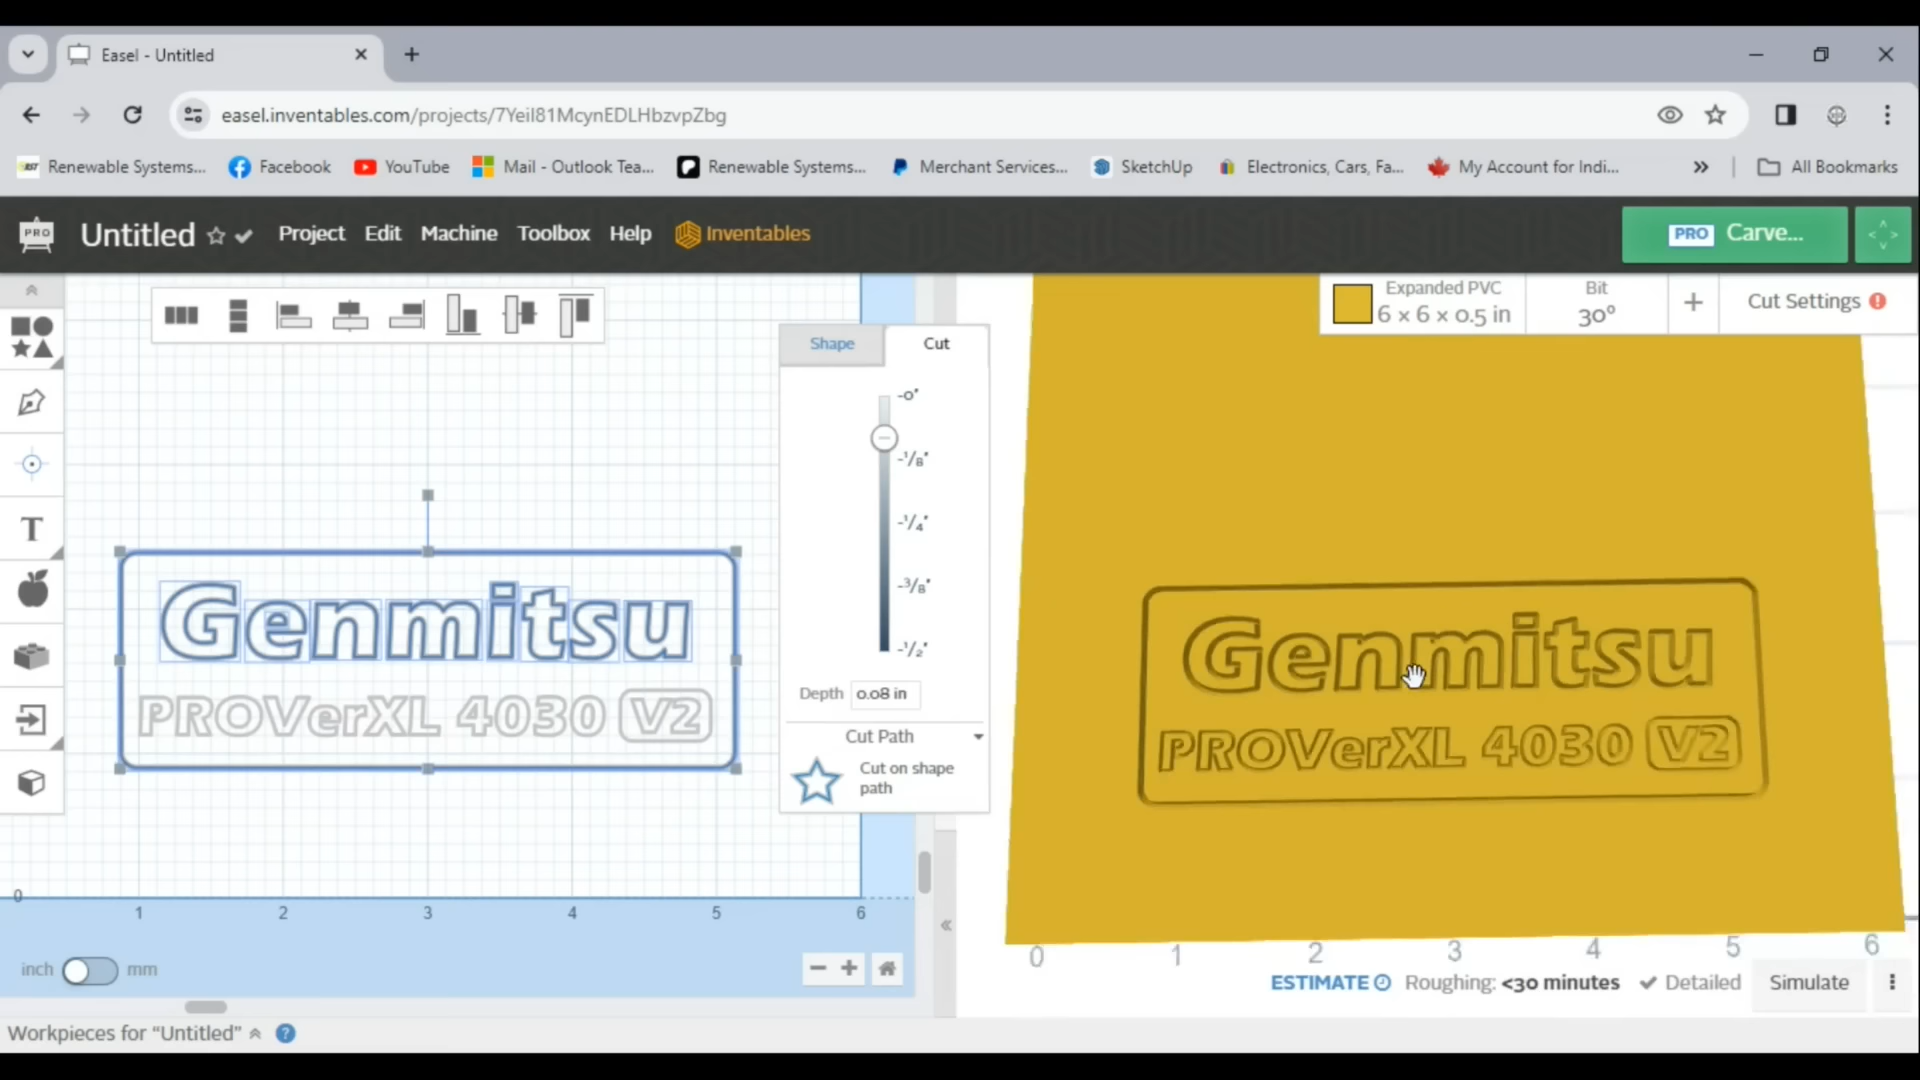 Easel - Untitled
easel.inventables.com/projects/7Yeil81McynEDLHbzvpZbg
Renewable Systems... Facebook YouTube Mail - Outlook Tea... Renewable Systems... Merchant Services... SketchUp Electronics, Cars, Fa... My Account for Indi... » All Bookmarks
PRO Untitled Project Edit Machine Toolbox Help Inventables PRO Carve...
Expanded PVC
6 x 6 x 0.5 in
Bit
30°
+
Cut Settings
Shape Cut
-0"
-1/8"
-1/4"
-3/8"
-1/2"
Depth 0.08 in
Cut Path
Cut on shape
path
T
Genmitsu
PROVerXL 4030 V2
Genmitsu
PROVerXL 4030 V2
0
1 2 3 4 5 6
0 1 2 3 4 5 6
inch mm
ESTIMATE Roughing: <30 minutes Detailed Simulate
Workpieces for "Untitled" ?